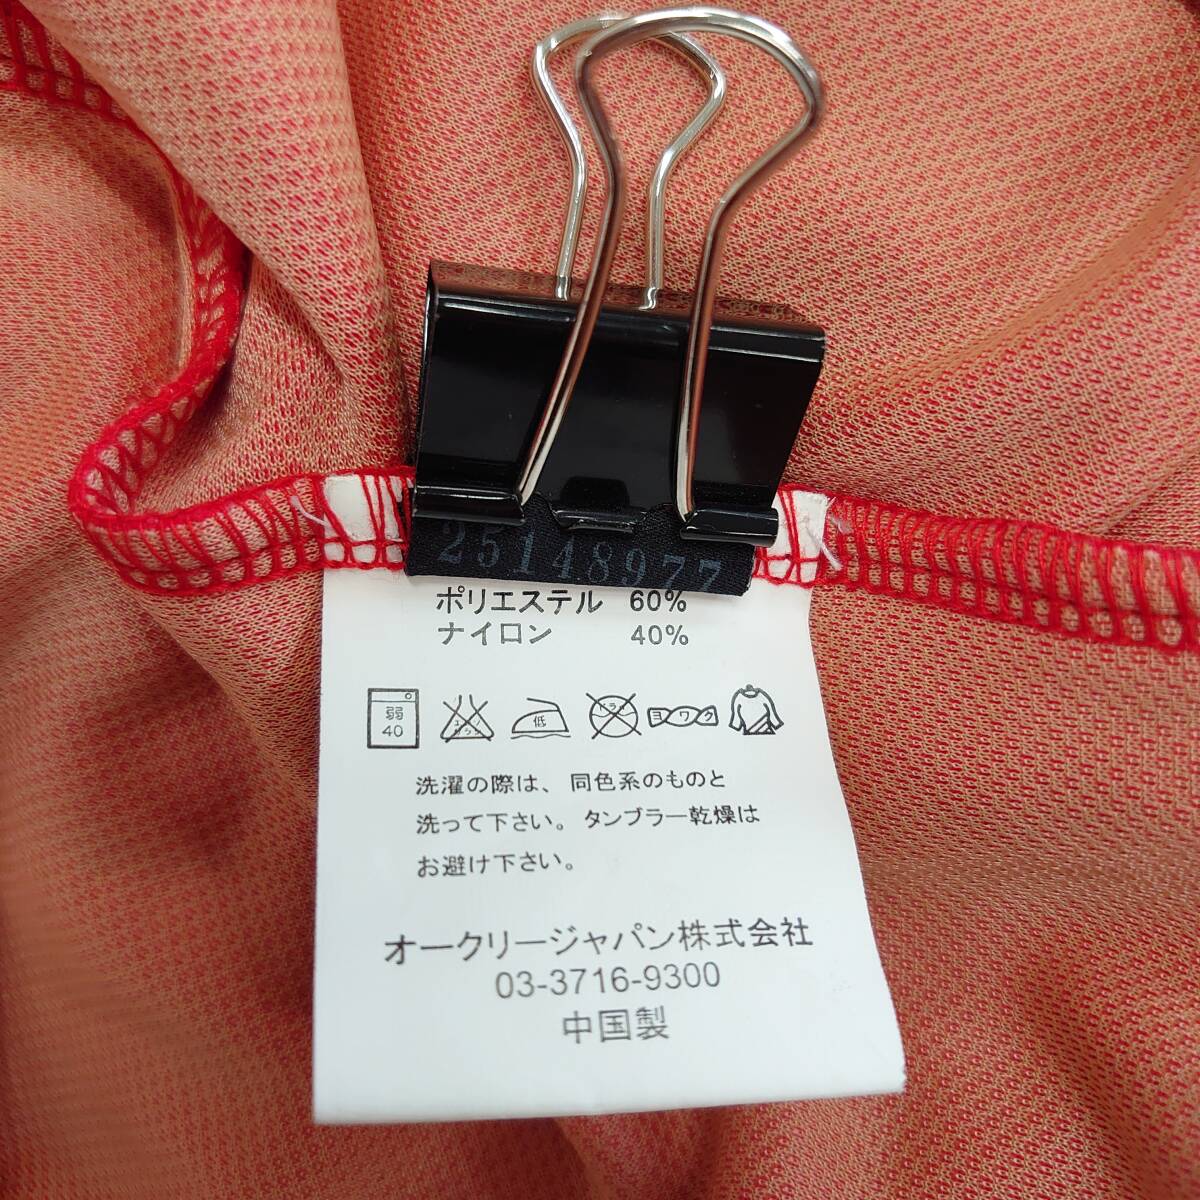 25148977
ポリエステル 60%
ナイロン 40%
弱 40 低 ヨワク
洗濯の際は、同色系のものと
洗って下さい。タンブラー乾燥は
お避け下さい。
オークリージャパン株式会社
03-3716-9300
中国製